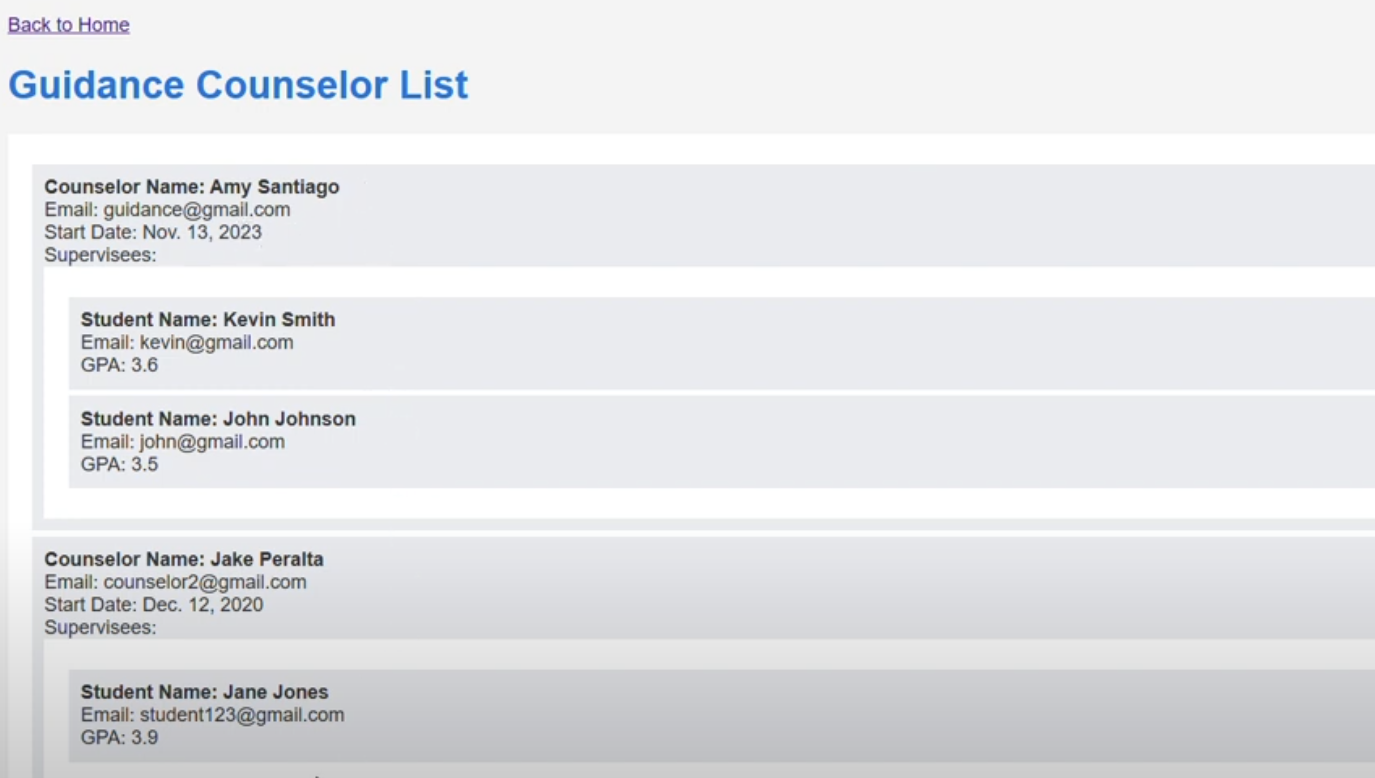 Back to Home
Guidance Counselor List
Counselor Name: Amy Santiago
Email: guidance@gmail.com
Start Date: Nov. 13, 2023
Supervisees:
Student Name: Kevin Smith
Email: kevin@gmail.com
GPA: 3.6
Student Name: John Johnson
Email: john@gmail.com
GPA: 3.5
Counselor Name: Jake Peralta
Email: counselor2@gmail.com
Start Date: Dec. 12, 2020
Supervisees:
Student Name: Jane Jones
Email: student123@gmail.com
GPA: 3.9